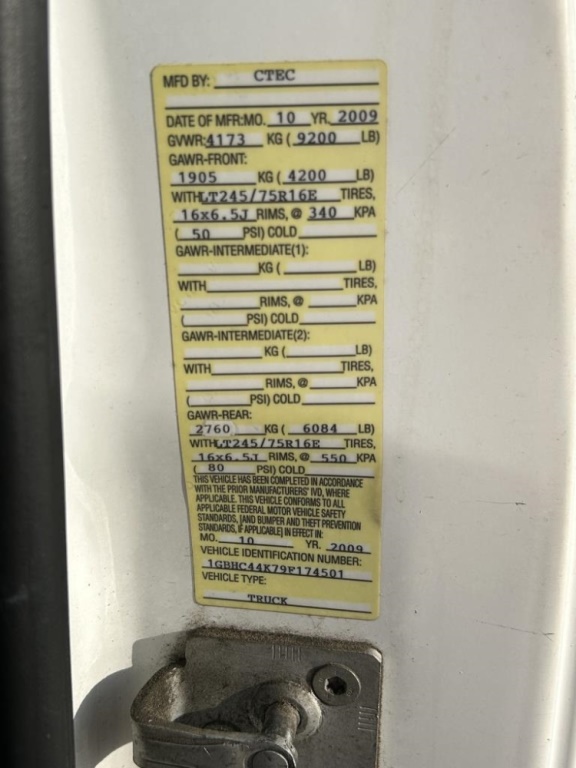 MFD BY: CTEC
DATE OF MFR:MO. 10 YR. 2009
GVWR:4173 KG ( 9200 LB)
GAWR-FRONT:
1905 KG ( 4200 LB)
WITH LT245/75R16E TIRES,
16x6.5J RIMS, @ 340 KPA
( 50 PSI) COLD
GAWR-INTERMEDIATE(1):
KG ( LB)
WITH TIRES,
RIMS, @ KPA
( PSI) COLD
GAWR-INTERMEDIATE(2):
KG ( LB)
WITH TIRES,
RIMS, @ KPA
( PSI) COLD
GAWR-REAR:
2760 KG ( 6084 LB)
WITH LT245/75R16E TIRES,
16x6.5J RIMS, @ 550 KPA
( 80 PSI) COLD
THIS VEHICLE HAS BEEN COMPLETED IN ACCORDANCE
WITH THE PRIOR MANUFACTURERS' IVD, WHERE
APPLICABLE. THIS VEHICLE CONFORMS TO ALL
APPLICABLE FEDERAL MOTOR VEHICLE SAFETY
STANDARDS, (AND BUMPER AND THEFT PREVENTION
STANDARDS, IF APPLICABLE) IN EFFECT IN:
MO. 10 YR. 2009
VEHICLE IDENTIFICATION NUMBER:
1GBHC44K79F174501
VEHICLE TYPE:
TRUCK